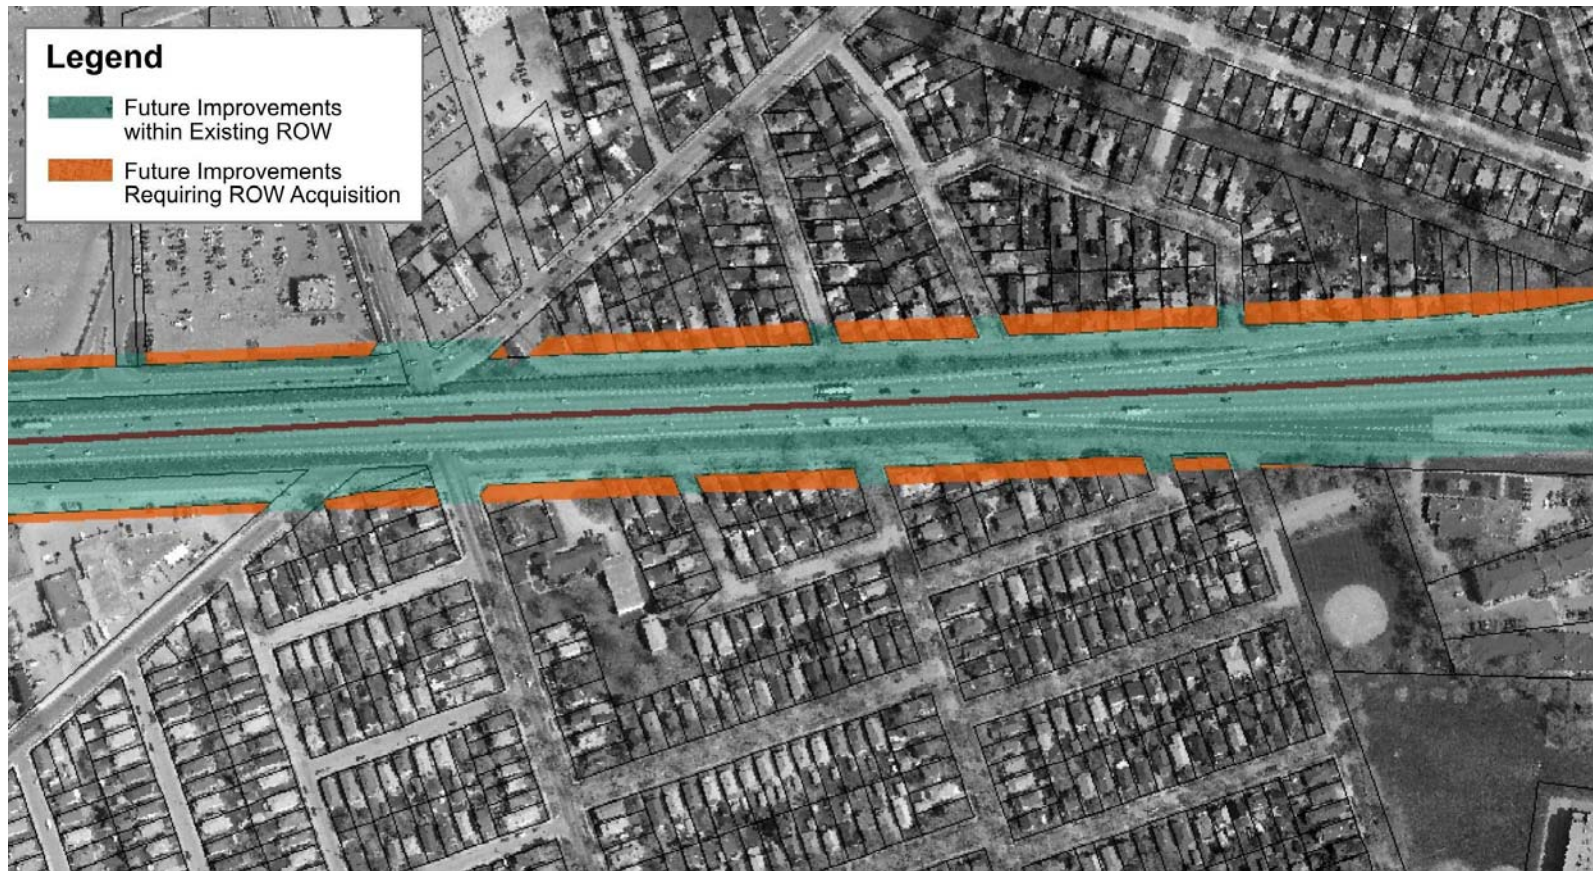 Legend
Future Improvements
within Existing ROW
Future Improvements
Requiring ROW Acquisition